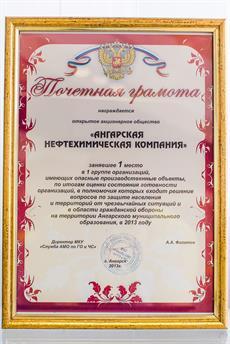 Почетная грамота
награждается
открытое акционерное общество
«АНГАРСКАЯ
НЕФТЕХИМИЧЕСКАЯ КОМПАНИЯ»
занявшее 1 место
в 1 группе организаций,
имеющих опасные производственные объекты,
по итогам оценки состояния готовности
организаций, в полномочия которых входят решение
вопросов по защите населения
и территорий от чрезвычайных ситуаций и
в области гражданской обороны
на территории Ангарского муниципального
образования, в 2013 году
Директор МКУ
«Служба АМО по ГО и ЧС»
А.А.
г. Ангарск
2013г.